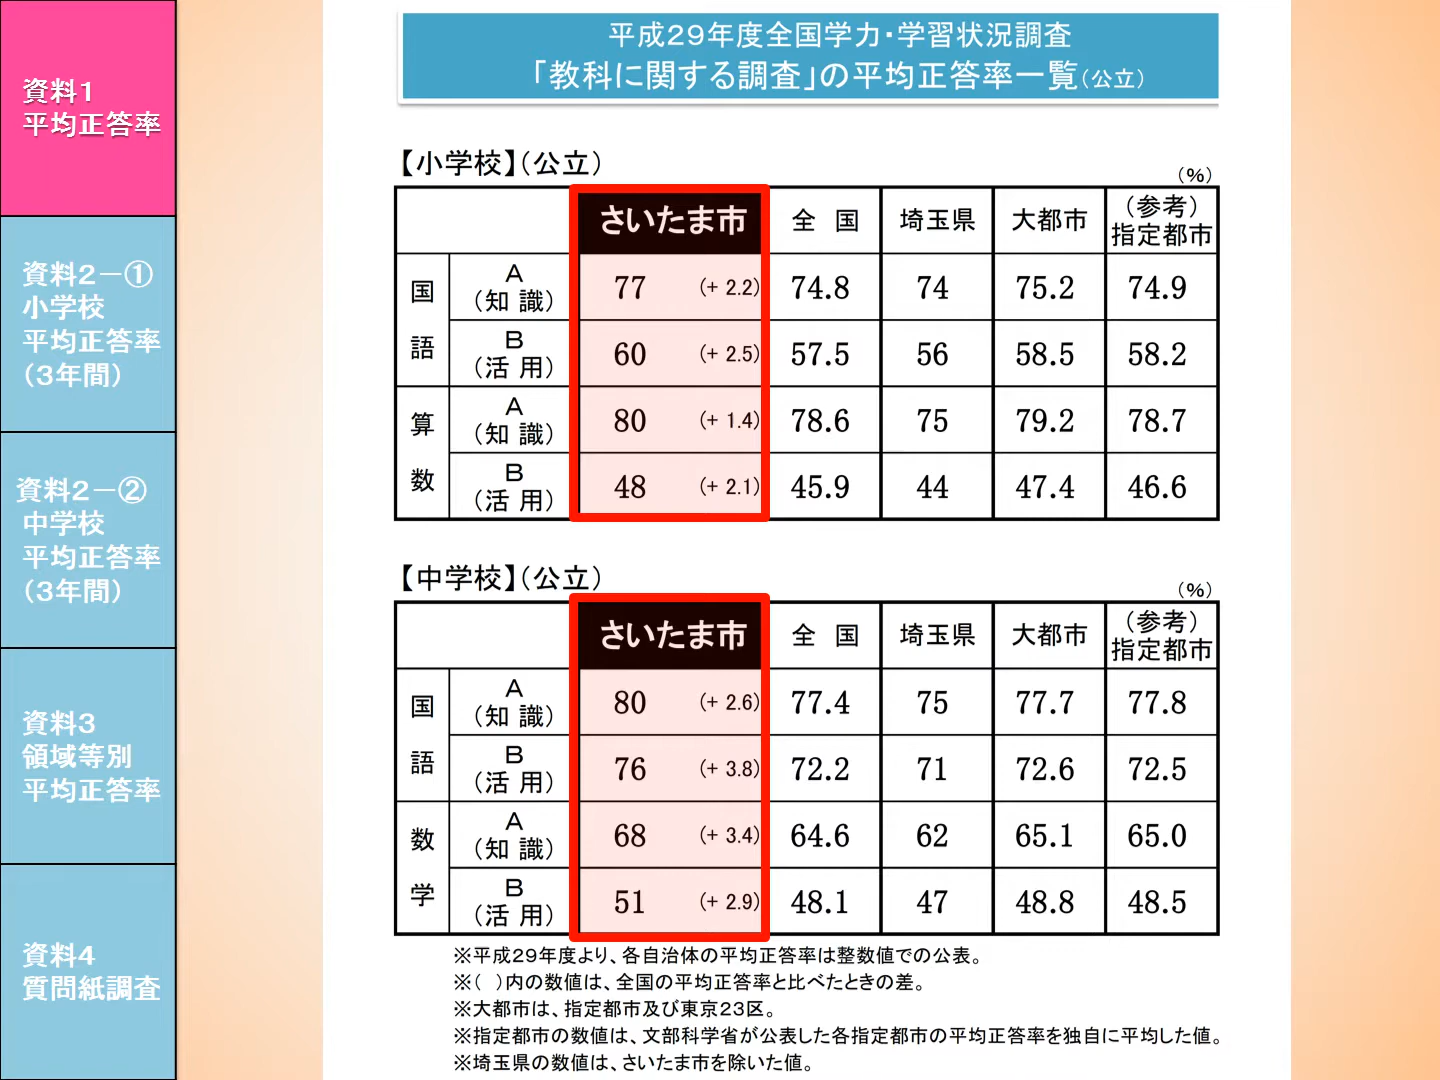 資料1
平均正答率
資料2－①
小学校
平均正答率
（3年間）
資料2－②
中学校
平均正答率
（3年間）
資料3
領域等別
平均正答率
資料4
質問紙調査
平成29年度全国学力・学習状況調査
「教科に関する調査」の平均正答率一覧（公立）
【小学校】（公立）
（%）
さいたま市 全国 埼玉県 大都市 （参考）指定都市
国語 A（知識） 77 （+ 2.2） 74.8 74 75.2 74.9
B（活用） 60 （+ 2.5） 57.5 56 58.5 58.2
算数 A（知識） 80 （+ 1.4） 78.6 75 79.2 78.7
B（活用） 48 （+ 2.1） 45.9 44 47.4 46.6
【中学校】（公立）
（%）
さいたま市 全国 埼玉県 大都市 （参考）指定都市
国語 A（知識） 80 （+ 2.6） 77.4 75 77.7 77.8
B（活用） 76 （+ 3.8） 72.2 71 72.6 72.5
数学 A（知識） 68 （+ 3.4） 64.6 62 65.1 65.0
B（活用） 51 （+ 2.9） 48.1 47 48.8 48.5
※平成29年度より、各自治体の平均正答率は整数値での公表。
※（　）内の数値は、全国の平均正答率と比べたときの差。
※大都市は、指定都市及び東京23区。
※指定都市の数値は、文部科学省が公表した各指定都市の平均正答率を独自に平均した値。
※埼玉県の数値は、さいたま市を除いた値。